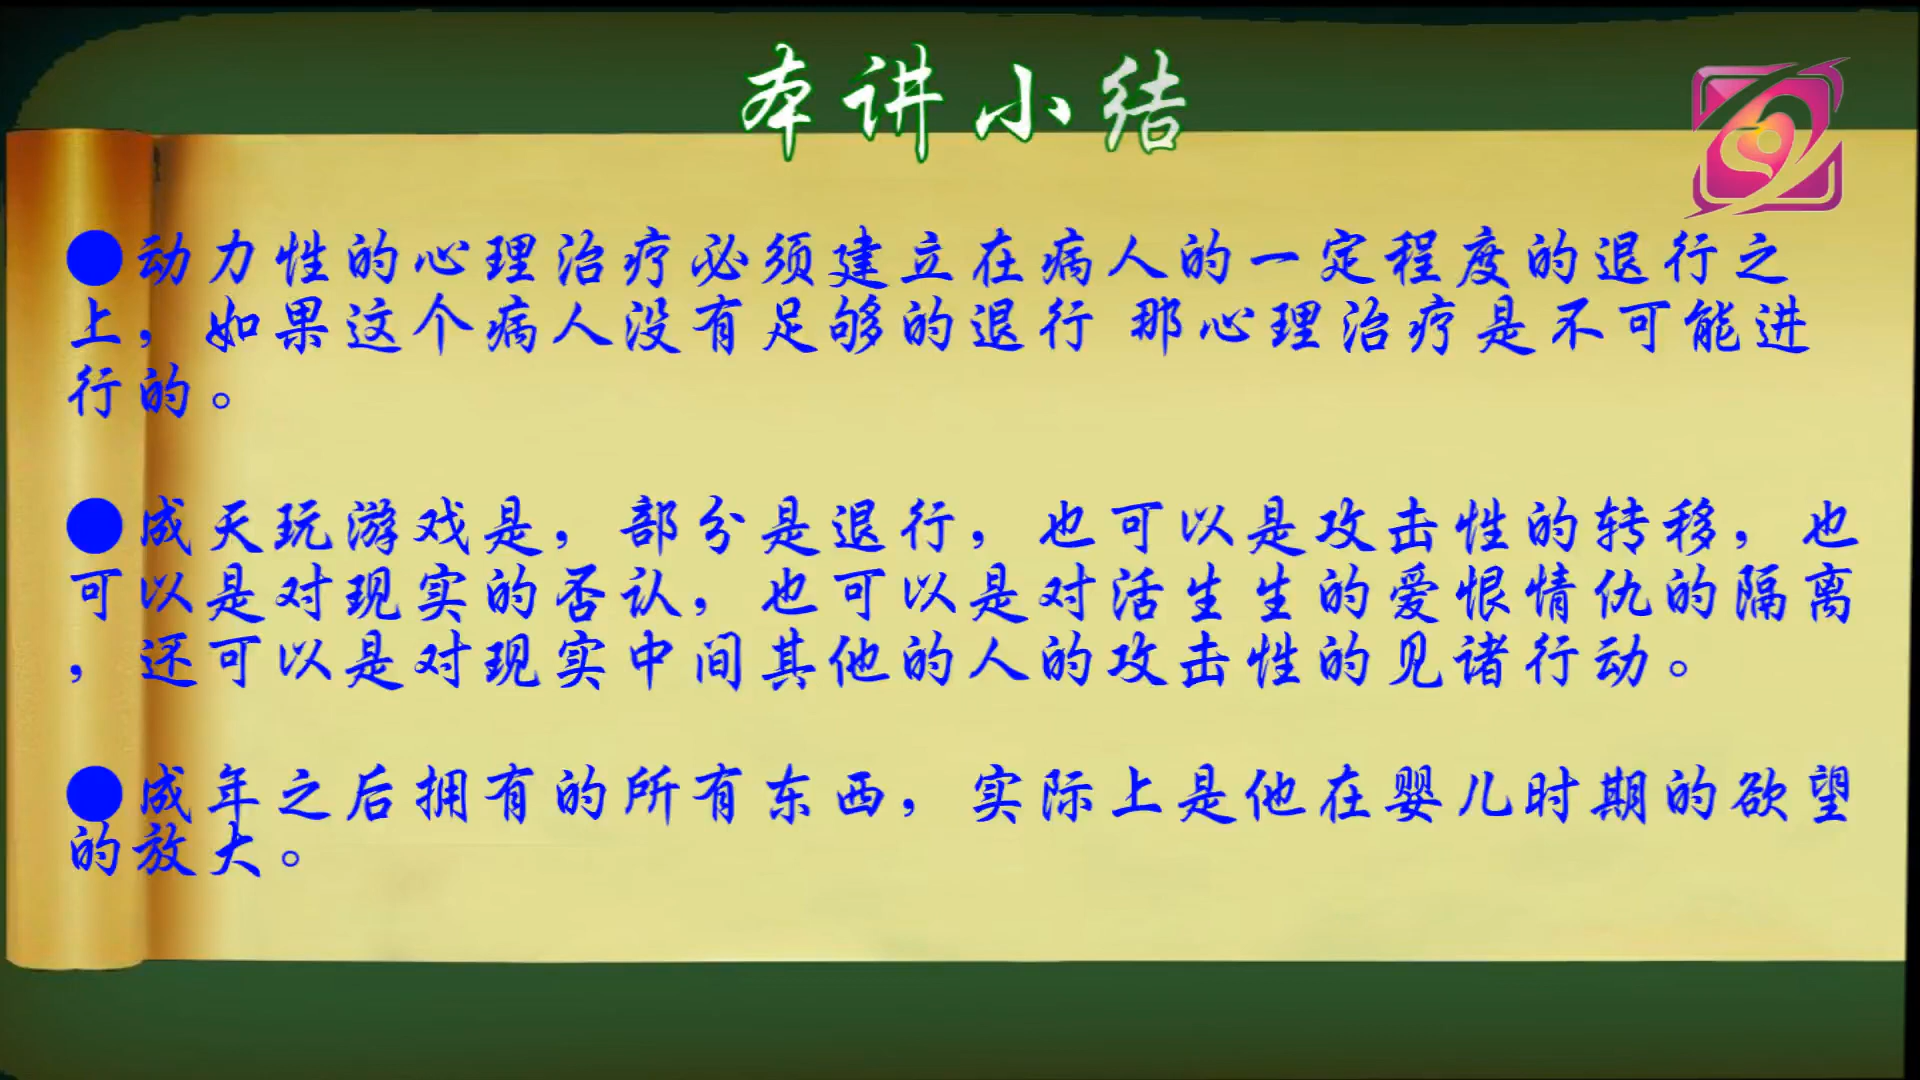 本讲小结
●动力性的心理治疗必须建立在病人的一定程度的退行之
上，如果这个病人没有足够的退行 那心理治疗是不可能进
行的。
●成天玩游戏是，部分是退行，也可以是攻击性的转移，也
可以是对现实的否认，也可以是对活生生的爱恨情仇的隔离
，还可以是对现实中间其他的人的攻击性的见诸行动。
●成年之后拥有的所有东西，实际上是他在婴儿时期的欲望
的放大。